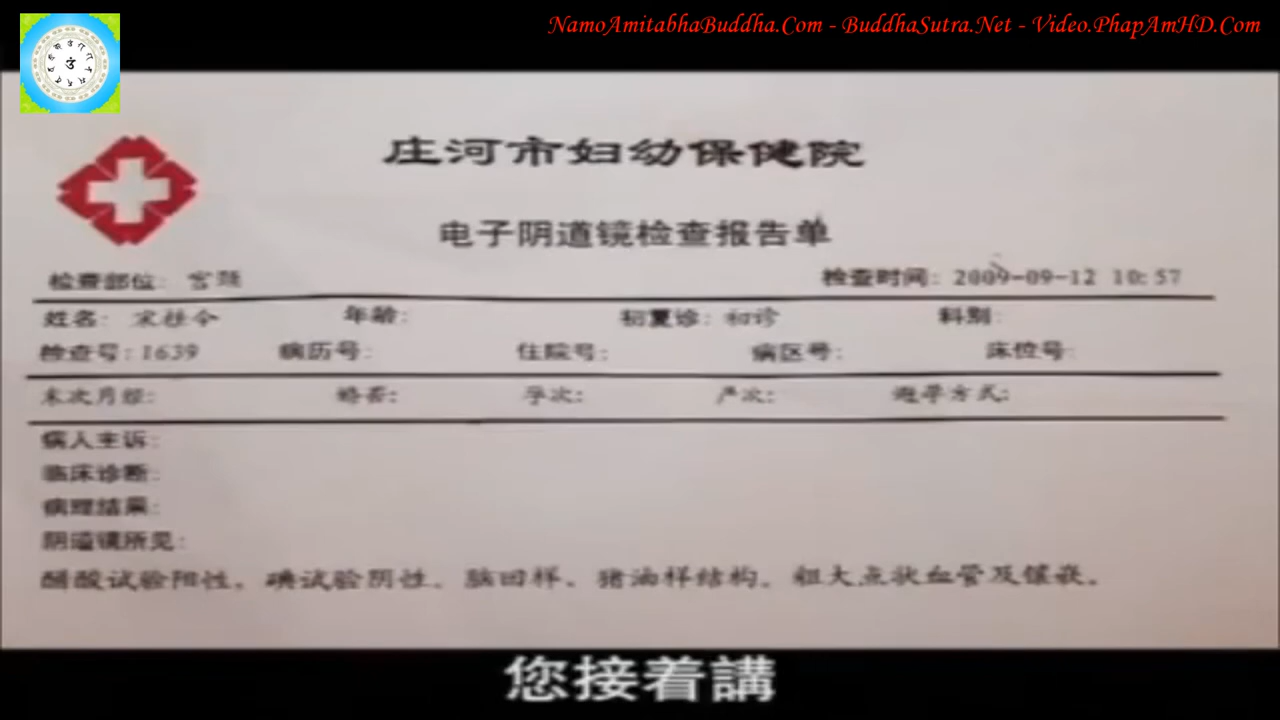 NamoAmitabhaBuddha.Com - BuddhaSutra.Net - Video.PhapAmHD.Com
庄河市妇幼保健院
电子阴道镜检查报告单
检查部位: 宫颈 检查时间: 2009-09-12 10:57
姓名: 宋桂令 年龄: 初复诊: 初诊 科别:
检查号: 1639 病历号: 住院号: 病区号: 床位号:
末次月经: 婚否: 孕次: 产次: 避孕方式:
病人主诉:
临床诊断:
病理结果:
阴道镜所见:
醋酸试验阳性。碘试验阴性。脑回样。猪油样结构。粗大点状血管及镶嵌。
您接着講